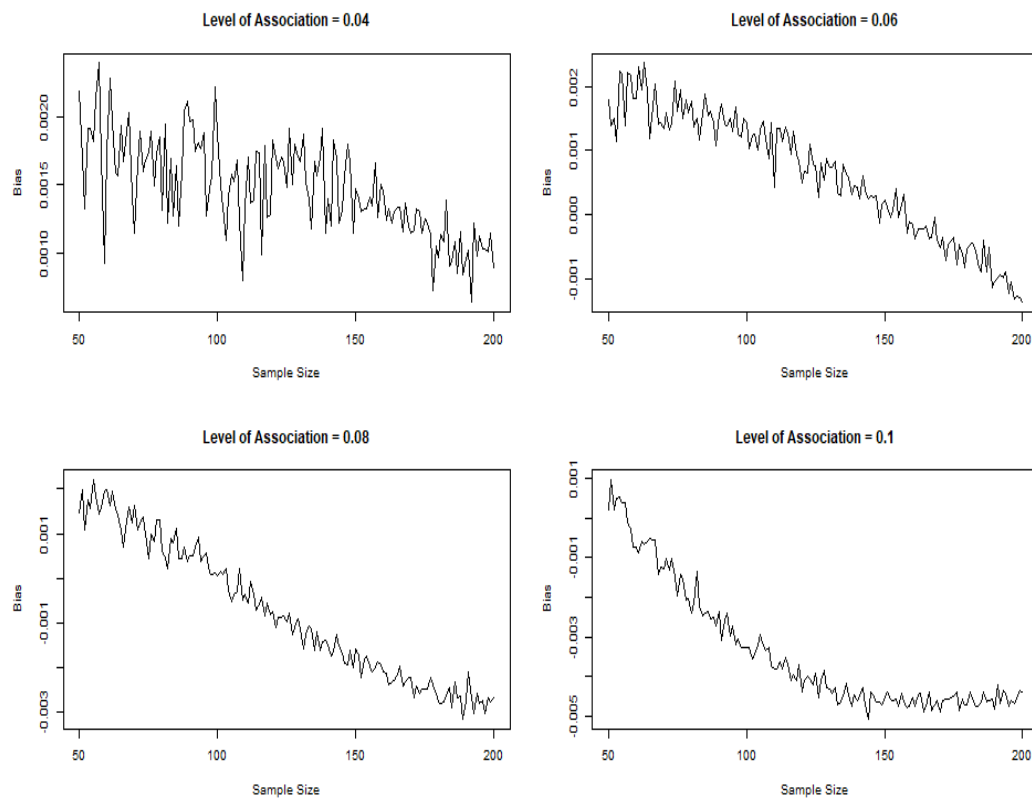 Level of Association = 0.04
Bias
0.0020
0.0015
0.0010
50
100
150
200
Sample Size
Level of Association = 0.06
Bias
0.002
0.001
0.000
-0.001
50
100
150
200
Sample Size
Level of Association = 0.08
Bias
0.001
-0.001
-0.003
50
100
150
200
Sample Size
Level of Association = 0.1
Bias
0.001
-0.001
-0.003
-0.005
50
100
150
200
Sample Size